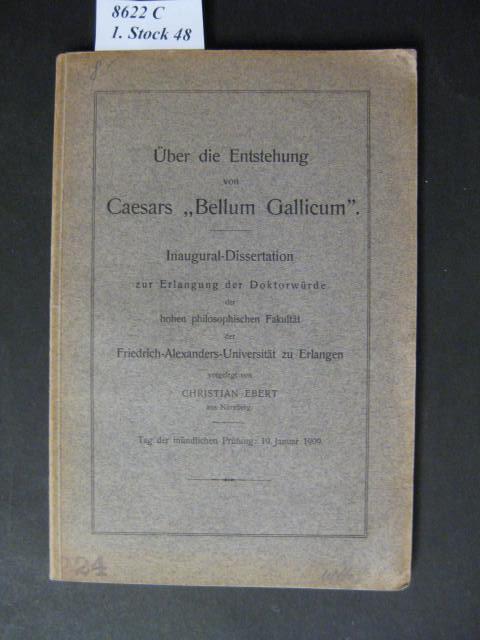 8622 C
1. Stock 48
Über die Entstehung
von
Caesars „Bellum Gallicum".
Inaugural-Dissertation
zur Erlangung der Doktorwürde
der
hohen philosophischen Fakultät
der
Friedrich-Alexanders-Universität zu Erlangen
vorgelegt von
CHRISTIAN EBERT
aus Nürnberg.
Tag der mündlichen Prüfung: 19. Januar 1909.
24